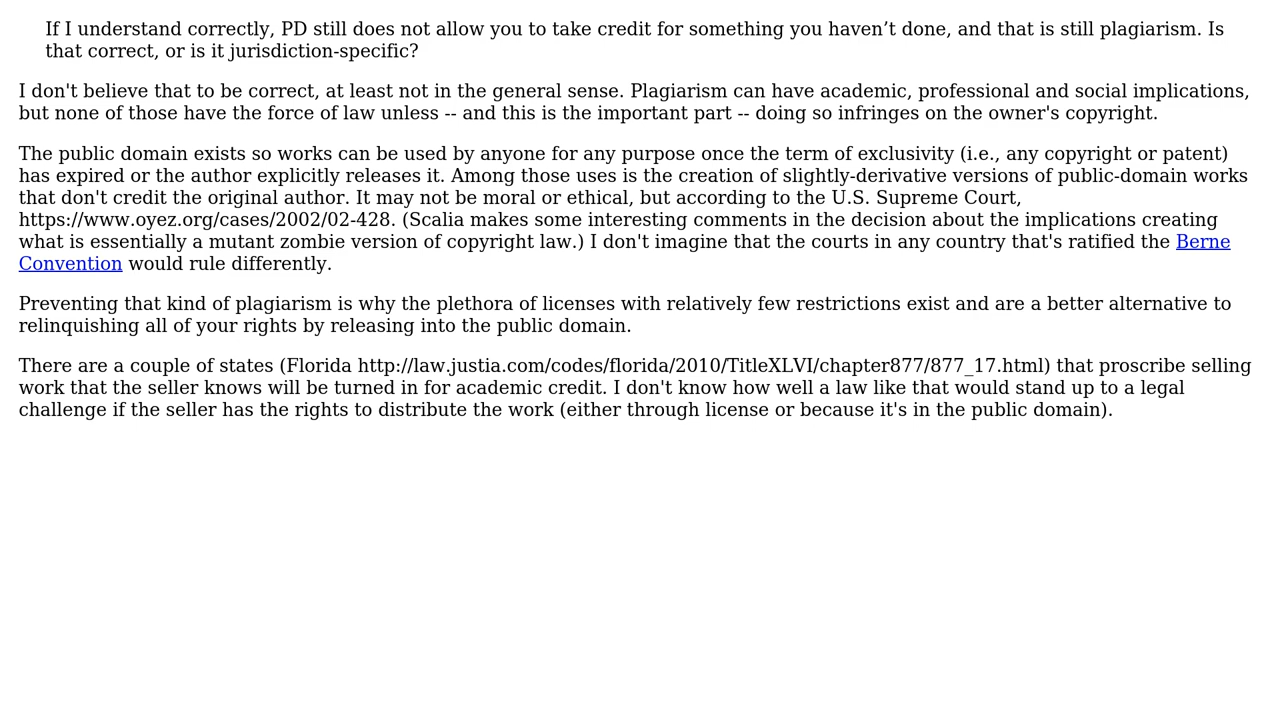 If I understand correctly, PD still does not allow you to take credit for something you haven’t done, and that is still plagiarism. Is
that correct, or is it jurisdiction-specific?
I don't believe that to be correct, at least not in the general sense. Plagiarism can have academic, professional and social implications,
but none of those have the force of law unless -- and this is the important part -- doing so infringes on the owner's copyright.
The public domain exists so works can be used by anyone for any purpose once the term of exclusivity (i.e., any copyright or patent)
has expired or the author explicitly releases it. Among those uses is the creation of slightly-derivative versions of public-domain works
that don't credit the original author. It may not be moral or ethical, but according to the U.S. Supreme Court,
https://www.oyez.org/cases/2002/02-428. (Scalia makes some interesting comments in the decision about the implications creating
what is essentially a mutant zombie version of copyright law.) I don't imagine that the courts in any country that's ratified the Berne
Convention would rule differently.
Preventing that kind of plagiarism is why the plethora of licenses with relatively few restrictions exist and are a better alternative to
relinquishing all of your rights by releasing into the public domain.
There are a couple of states (Florida http://law.justia.com/codes/florida/2010/TitleXLVI/chapter877/877_17.html) that proscribe selling
work that the seller knows will be turned in for academic credit. I don't know how well a law like that would stand up to a legal
challenge if the seller has the rights to distribute the work (either through license or because it's in the public domain).